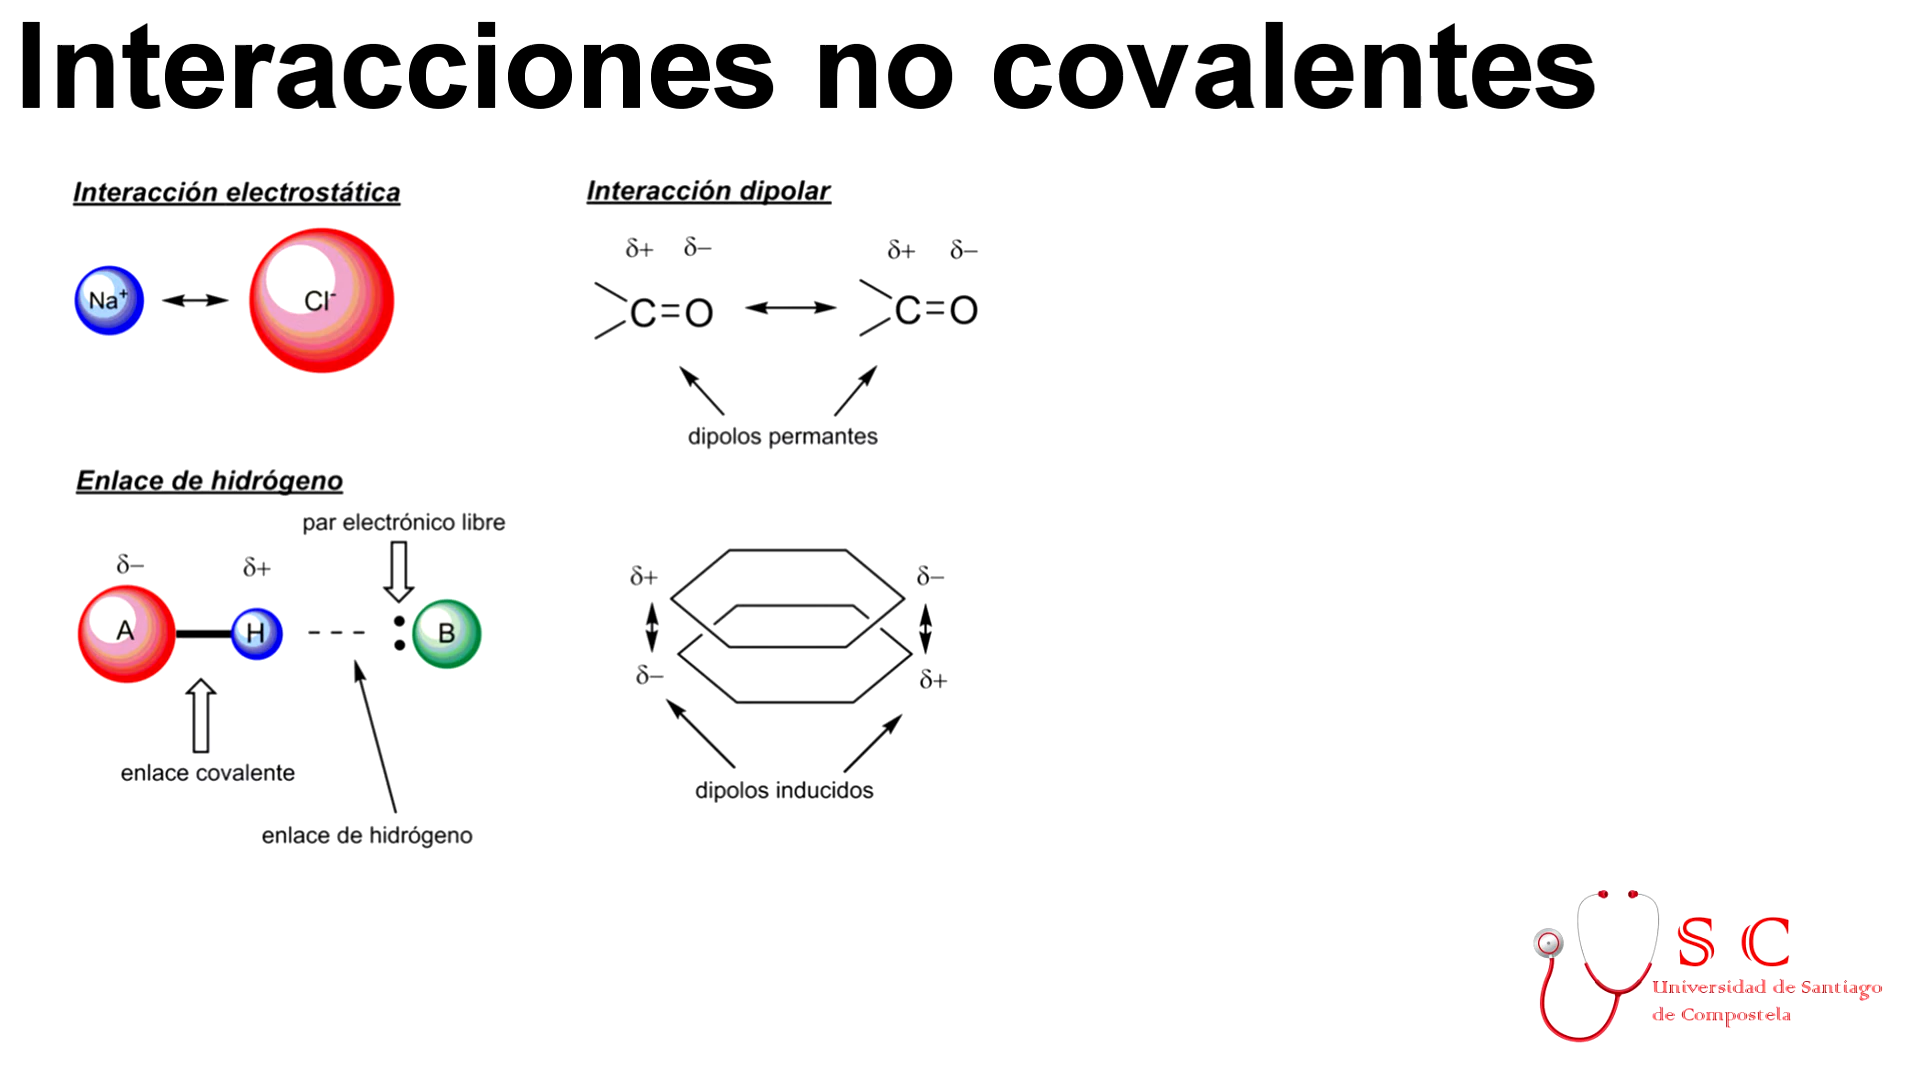 Interacciones no covalentes
Interacción electrostática
Na+
Cl-
Interacción dipolar
δ+ δ−
C=O
δ+ δ−
C=O
dipolos permantes
Enlace de hidrógeno
par electrónico libre
δ−
δ+
A
H
B
enlace covalente
enlace de hidrógeno
δ+
δ−
δ−
δ+
dipolos inducidos
S C
Universidad de Santiago
de Compostela